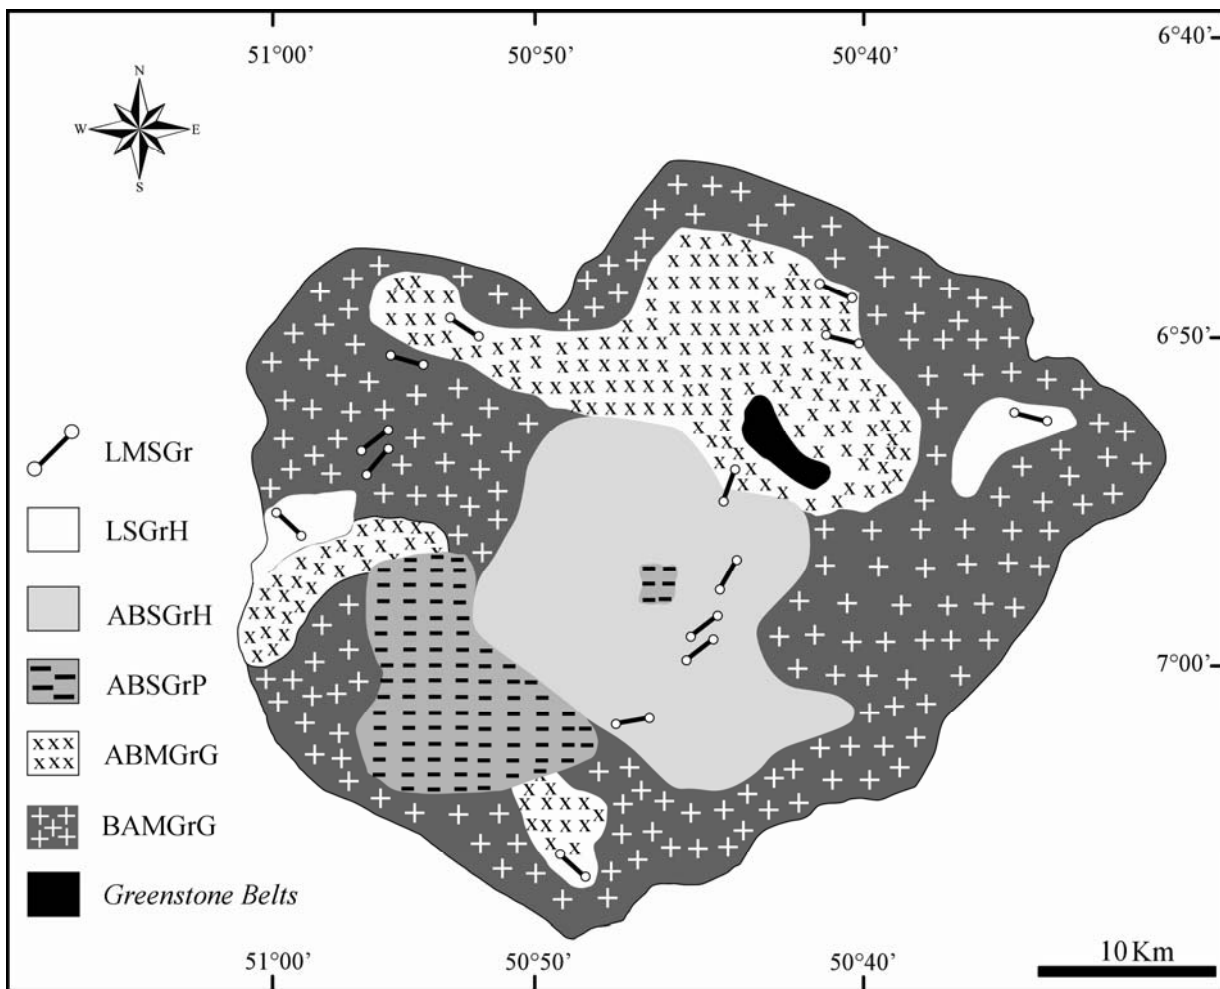 51°00’ 50°50’ 50°40’ 6°40’
N
W E
S
6°50’
LMSGr
LSGrH
ABSGrH
7°00’
ABSGrP
ABMGrG
BAMGrG
Greenstone Belts
51°00’ 50°50’ 50°40’ 10 Km